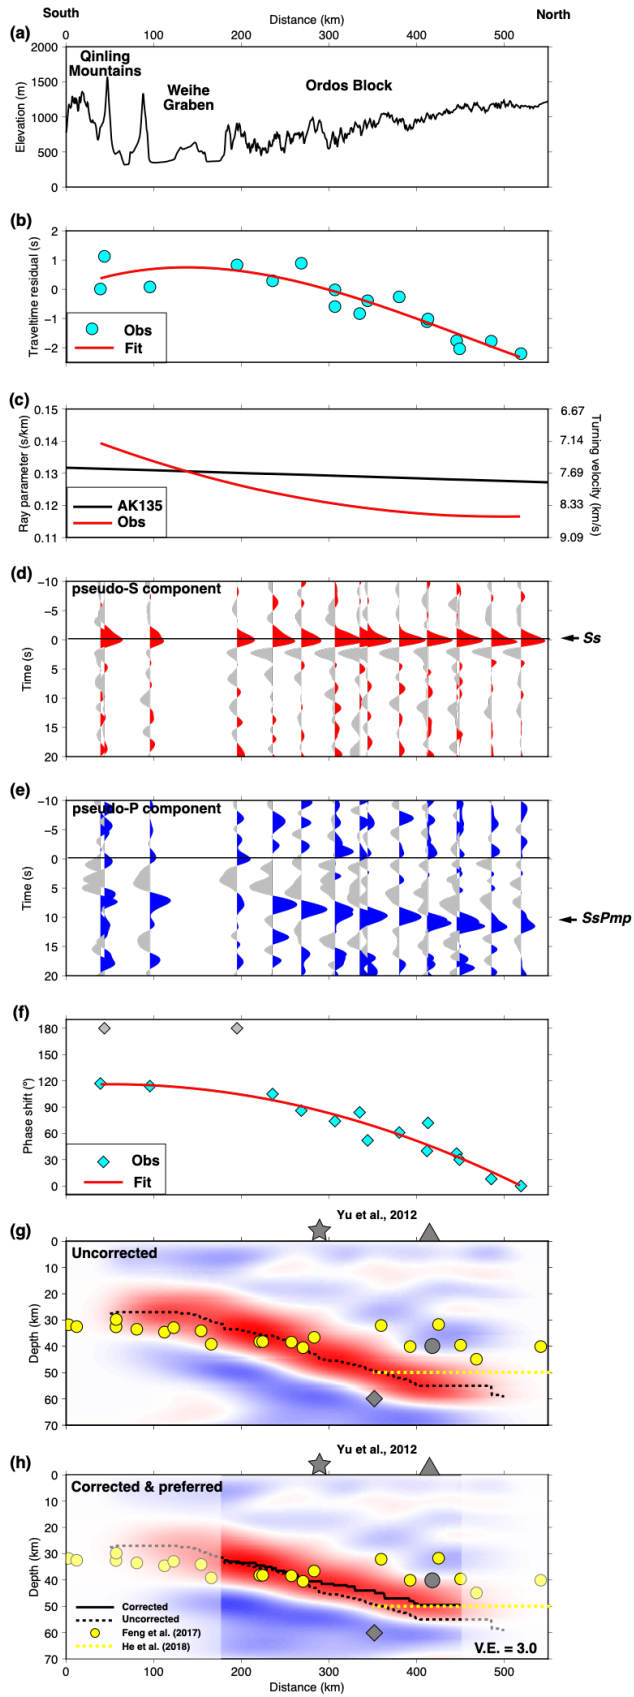 South
North
Distance (km)
0 100 200 300 400 500
(a)
2000
1500
1000
500
0
Elevation (m)
Qinling
Mountains
Weihe
Graben
Ordos Block
(b)
2
1
0
−1
−2
Traveltime residual (s)
Obs
Fit
(c)
0.15
0.14
0.13
0.12
0.11
Ray parameter (s/km)
6.67
7.14
7.69
8.33
9.09
Turning velocity (km/s)
AK135
Obs
(d)
−10
−5
0
5
10
15
20
Time (s)
pseudo-S component
Ss
(e)
−10
−5
0
5
10
15
20
Time (s)
pseudo-P component
SsPmp
(f)
180
150
120
90
60
30
0
Phase shift (°)
Obs
Fit
Yu et al., 2012
(g)
0
10
20
30
40
50
60
70
Depth (km)
Uncorrected
Yu et al., 2012
(h)
0
10
20
30
40
50
60
70
Depth (km)
Corrected & preferred
Corrected
Uncorrected
Feng et al. (2017)
He et al. (2018)
V.E. = 3.0
0 100 200 300 400 500
Distance (km)